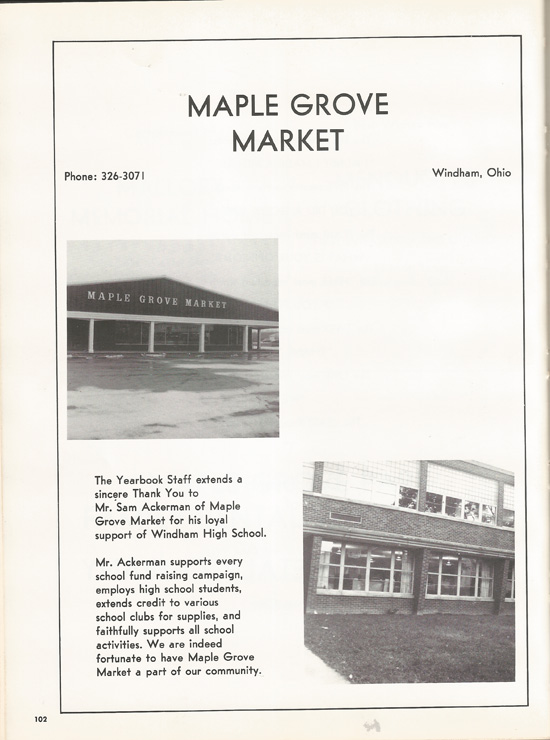 MAPLE GROVE
MARKET
Phone: 326-3071
Windham, Ohio
MAPLE GROVE MARKET
The Yearbook Staff extends a
sincere Thank You to
Mr. Sam Ackerman of Maple
Grove Market for his loyal
support of Windham High School.
Mr. Ackerman supports every
school fund raising campaign,
employs high school students,
extends credit to various
school clubs for supplies, and
faithfully supports all school
activities. We are indeed
fortunate to have Maple Grove
Market a part of our community.
102